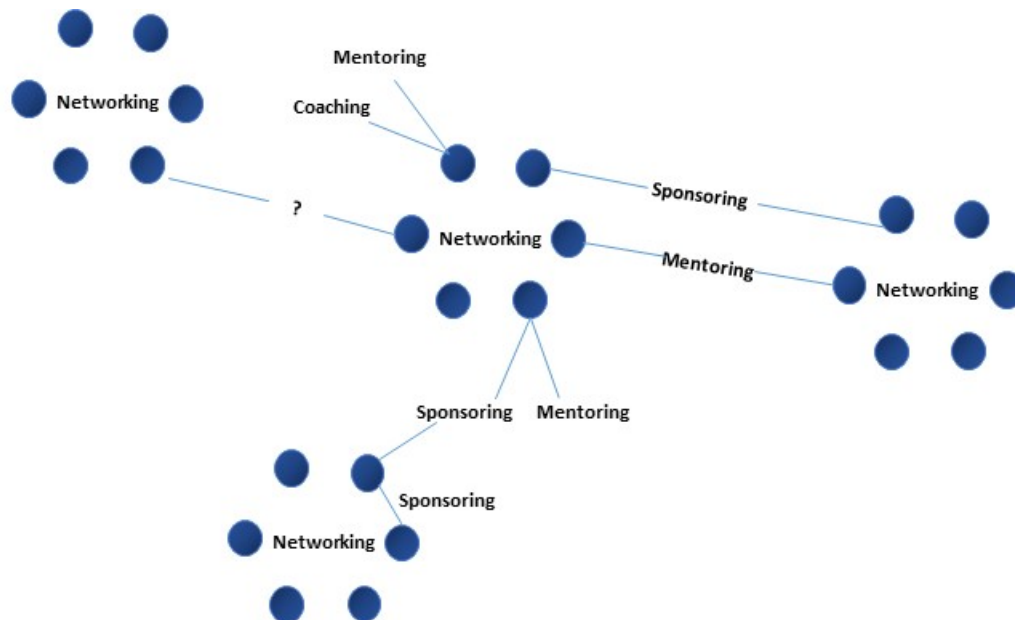 Mentoring
Networking
Coaching
Sponsoring
?
Networking
Mentoring
Networking
Sponsoring
Mentoring
Sponsoring
Networking